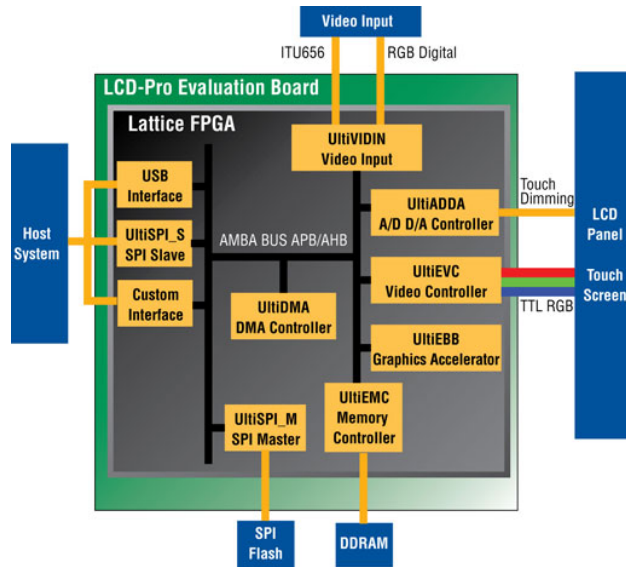 Video Input
ITU656
RGB Digital
LCD-Pro Evaluation Board
Lattice FPGA
UltiVIDIN
Video Input
USB
Interface
UltiSPI_S
SPI Slave
Custom
Interface
Host
System
AMBA BUS APB/AHB
UltiDMA
DMA Controller
UltiADDA
A/D D/A Controller
UltiEVC
Video Controller
UltiEBB
Graphics Accelerator
UltiEMC
Memory
Controller
UltiSPI_M
SPI Master
Touch
Dimming
TTL RGB
LCD
Panel
Touch
Screen
SPI
Flash
DDRAM